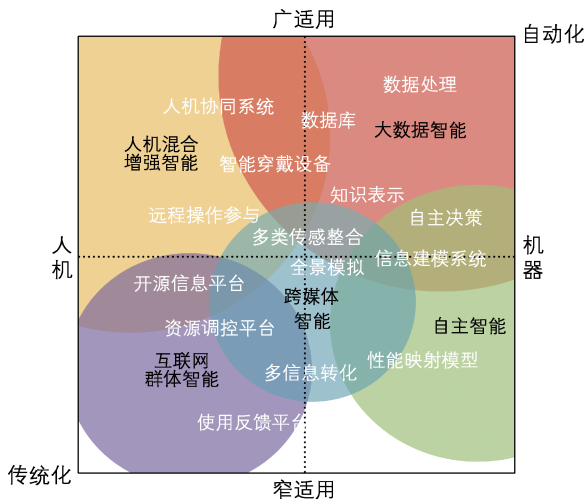 广适用
自动化
数据处理
人机协同系统
数据库
大数据智能
人机混合
增强智能
智能穿戴设备
知识表示
远程操作参与
自主决策
多类传感整合
人
机
机
器
信息建模系统
全景模拟
开源信息平台
跨媒体
智能
资源调控平台
自主智能
互联网
群体智能
性能映射模型
多信息转化
使用反馈平台
传统化
窄适用